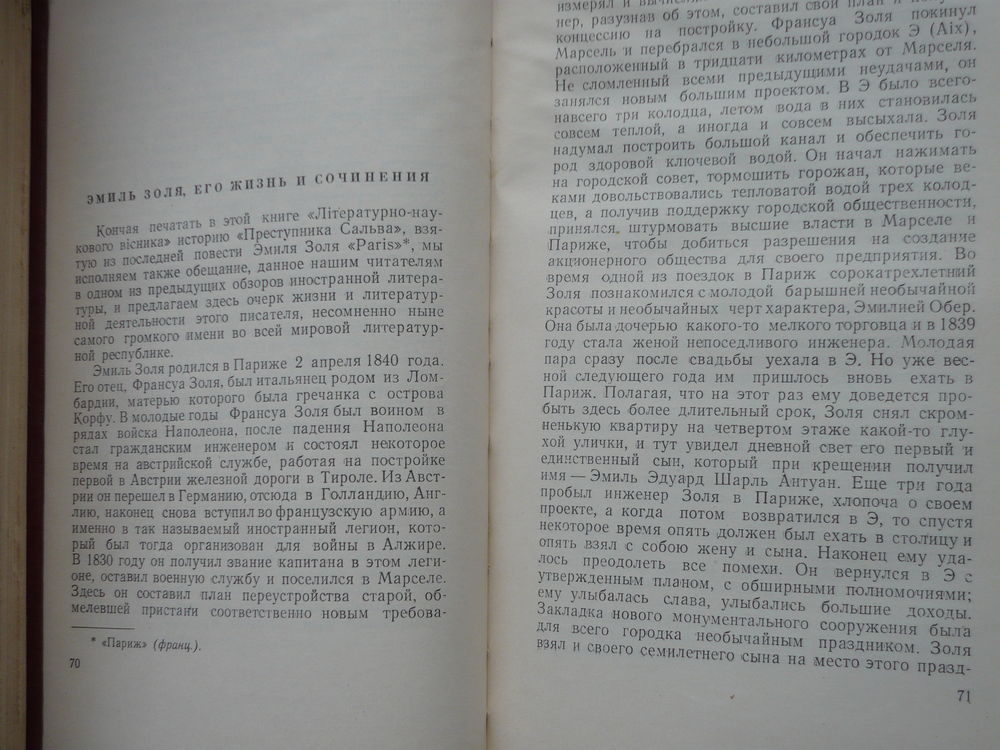 ЭМИЛЬ ЗОЛЯ, ЕГО ЖИЗНЬ И СОЧИНЕНИЯ
Кончая печатать в этой книге «Літературно-нау-
кового вісника» историю «Преступника Сальва», взя-
тую из последней повести Эмиля Золя «Paris»*, мы
исполняем также обещание, данное нашим читателям
в одном из предыдущих обзоров иностранной литера-
туры, и предлагаем здесь очерк жизни и литератур-
ной деятельности этого писателя, несомненно ныне
самого громкого имени во всей мировой литератур-
ной республике.
Эмиль Золя родился в Париже 2 апреля 1840 года.
Его отец, Франсуа Золя, был итальянец родом из Лом-
бардии, матерью которого была гречанка с острова
Корфу. В молодые годы Франсуа Золя был воином в
рядах войска Наполеона, после падения Наполеона
стал гражданским инженером и состоял некоторое
время на австрийской службе, работая на постройке
первой в Австрии железной дороги в Тироле. Из Авст-
рии он перешел в Германию, отсюда в Голландию, Анг-
лию, наконец снова вступил во французскую армию, а
именно в так называемый иностранный легион, кото-
рый был тогда организован для войны в Алжире.
В 1830 году он получил звание капитана в этом леги-
оне, оставил военную службу и поселился в Марселе.
Здесь он составил план переустройства старой, об-
мелевшей пристани соответственно новым требова-
* «Париж» (франц.).
70
измерял и
нер, разузнав об этом, составил свой план и
концессию на постройку. Франсуа Золя покинул
Марсель и перебрался в небольшой городок Э (Aix),
расположенный в тридцати километрах от Марселя.
Не сломленный всеми предыдущими неудачами, он
занялся новым большим проектом. В Э было всего-
навсего три колодца, летом вода в них становилась
совсем теплой, а иногда и совсем высыхала. Золя
надумал построить большой канал и обеспечить го-
род здоровой ключевой водой. Он начал нажимать
на городской совет, тормошить горожан, которые ве-
ками довольствовались тепловатой водой трех колод-
цев, а получив поддержку городской общественности,
принялся штурмовать высшие власти в Марселе и
Париже, чтобы добиться разрешения на создание
акционерного общества для своего предприятия. Во
время одной из поездок в Париж сорокатрехлетний
Золя познакомился с молодой барышней необычайной
красоты и необычайных черт характера, Эмилией Обер.
Она была дочерью какого-то мелкого торговца и в 1839
году стала женой непоседливого инженера. Молодая
пара сразу после свадьбы уехала в Э. Но уже вес-
ной следующего года им пришлось вновь ехать в
Париж. Полагая, что на этот раз ему доведется про-
быть здесь более длительный срок, Золя снял скром-
ненькую квартиру на четвертом этаже какой-то глу-
хой улички, и тут увидел дневной свет его первый и
единственный сын, который при крещении получил
имя — Эмиль Эдуард Шарль Антуан. Еще три года
пробыл инженер Золя в Париже, хлопоча о своем
проекте, а когда потом возвратился в Э, то спустя
некоторое время опять должен был ехать в столицу и
опять взял с собою жену и сына. Наконец ему уда-
лось преодолеть все помехи. Он вернулся в Э с
утвержденным планом, с обширными полномочиями;
ему улыбалась слава, улыбались большие доходы.
Закладка нового монументального сооружения была
для всего городка необычайным праздником. Золя
взял и своего семилетнего сына на место этого празд-
71